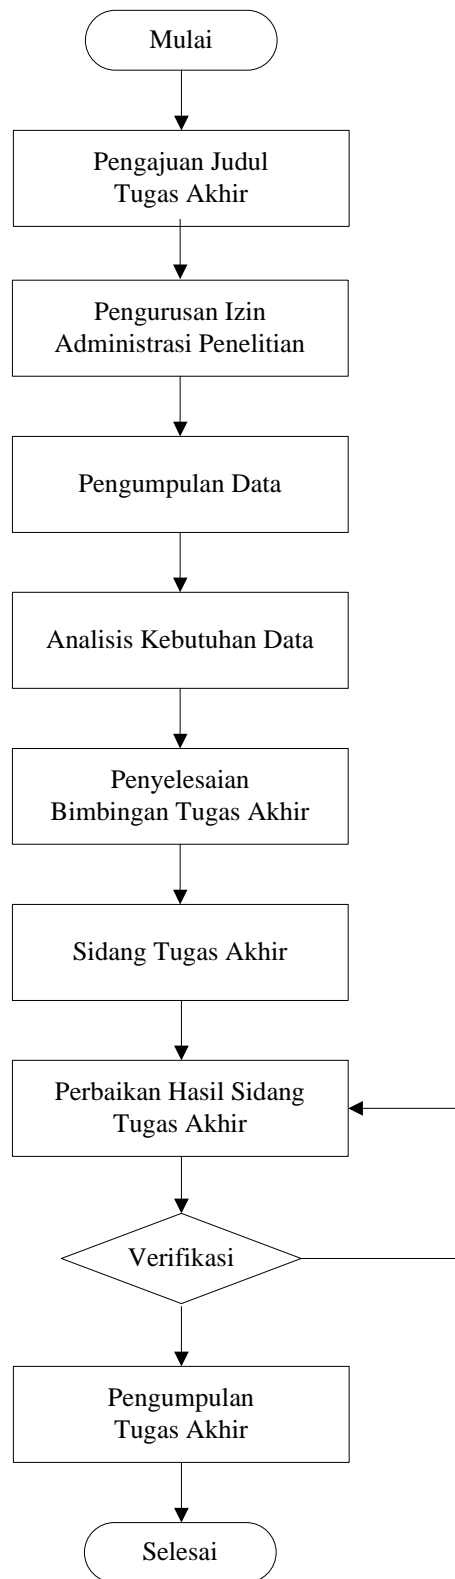 Mulai
Pengajuan Judul
Tugas Akhir
Pengurusan Izin
Administrasi Penelitian
Pengumpulan Data
Analisis Kebutuhan Data
Penyelesaian
Bimbingan Tugas Akhir
Sidang Tugas Akhir
Perbaikan Hasil Sidang
Tugas Akhir
Verifikasi
Pengumpulan
Tugas Akhir
Selesai